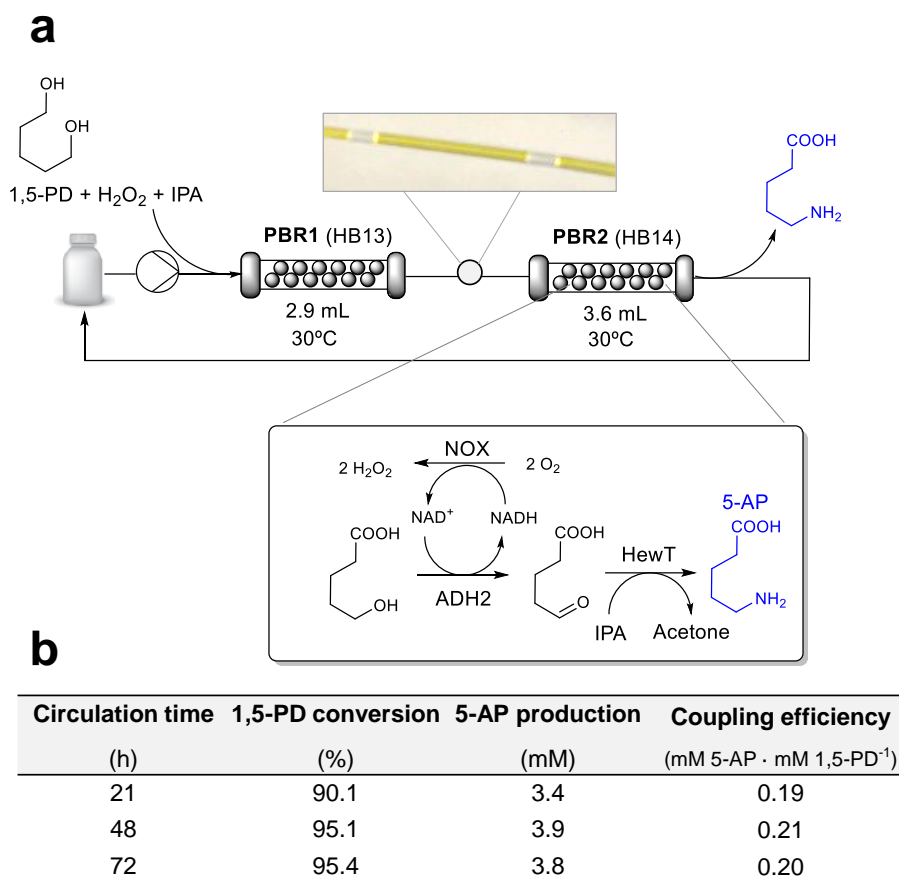 a
OH
OH
1,5-PD + H₂O₂ + IPA
PBR1 (HB13)
2.9 mL
30ºC
PBR2 (HB14)
3.6 mL
30ºC
COOH
NH₂
NOX
2 H₂O₂
2 O₂
NAD⁺
NADH
COOH
OH
ADH2
COOH
O
HewT
IPA
Acetone
5-AP
COOH
NH₂
b
Circulation time 1,5-PD conversion 5-AP production Coupling efficiency
(h) (%) (mM) (mM 5-AP · mM 1,5-PD⁻¹)
21 90.1 3.4 0.19
48 95.1 3.9 0.21
72 95.4 3.8 0.20